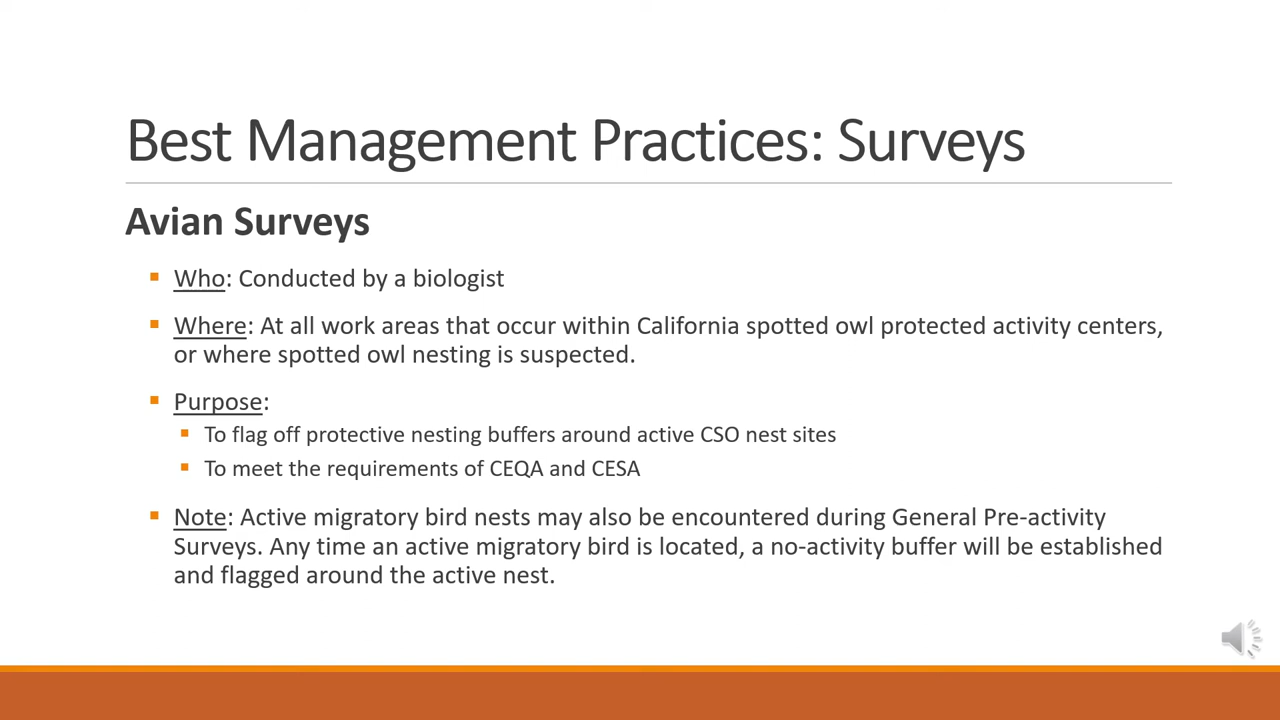 Best Management Practices: Surveys
Avian Surveys
Who: Conducted by a biologist
Where: At all work areas that occur within California spotted owl protected activity centers,
or where spotted owl nesting is suspected.
Purpose:
To flag off protective nesting buffers around active CSO nest sites
To meet the requirements of CEQA and CESA
Note: Active migratory bird nests may also be encountered during General Pre-activity
Surveys. Any time an active migratory bird is located, a no-activity buffer will be established
and flagged around the active nest.